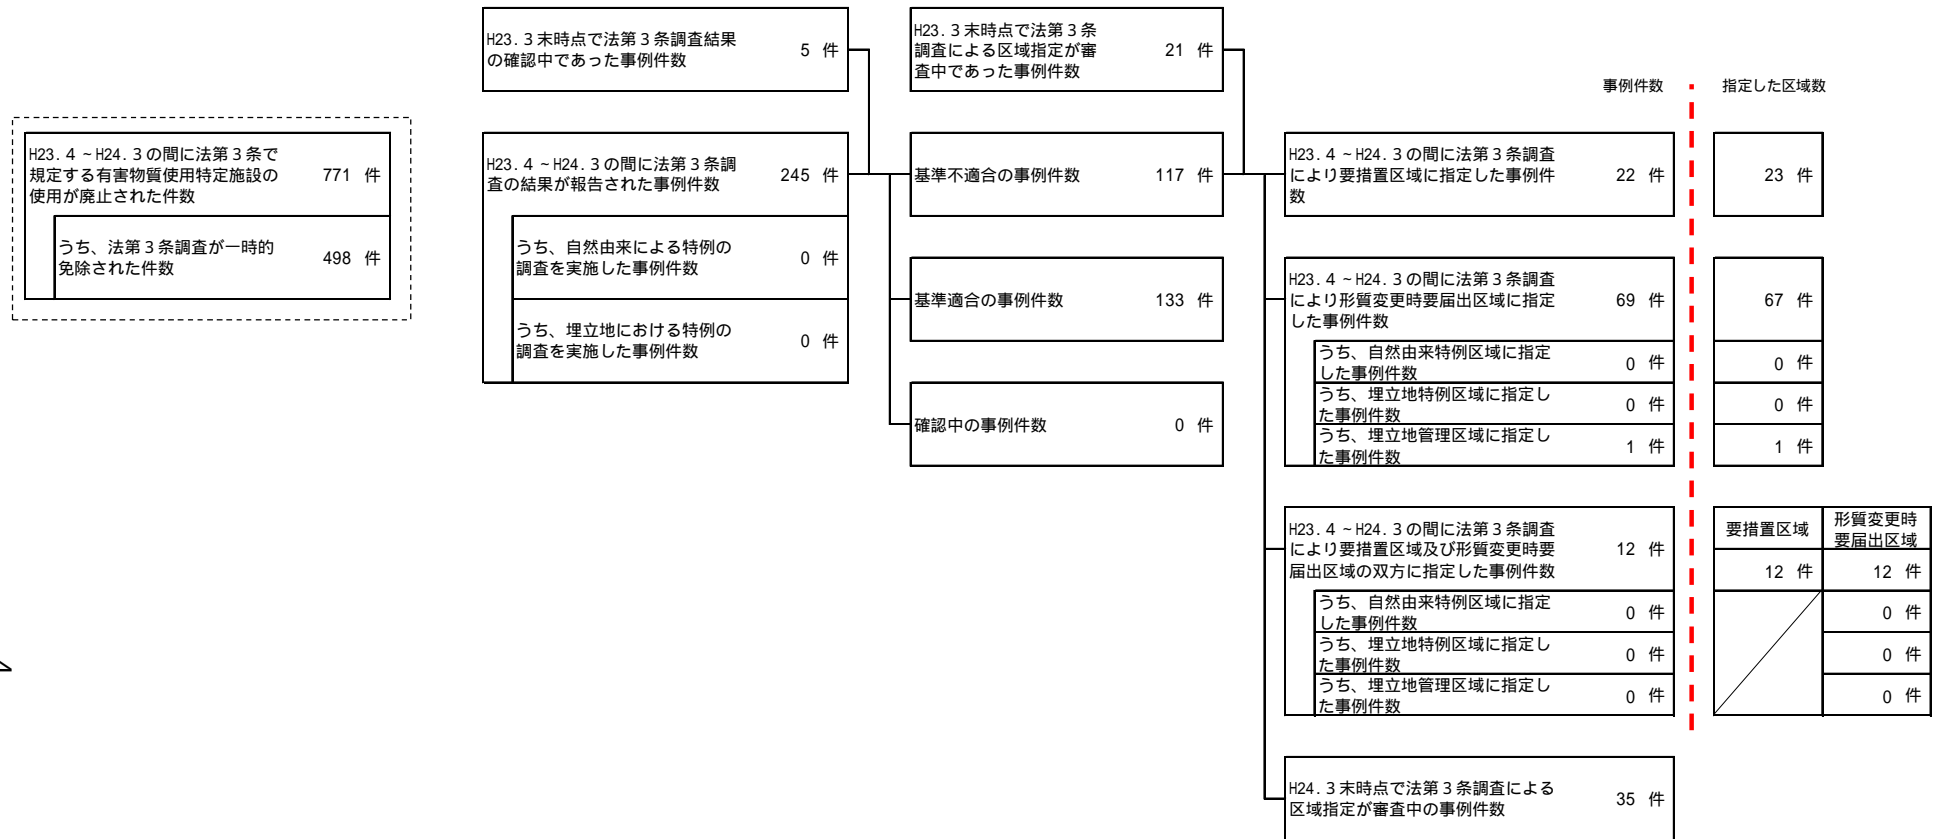 H23.3末時点で法第3条調査結果
の確認中であった事例件数
5 件
H23.3末時点で法第3条
調査による区域指定が審
査中であった事例件数
21 件
事例件数
指定した区域数
H23.4~H24.3の間に法第3条で
規定する有害物質使用特定施設の
使用が廃止された件数
771 件
うち、法第3条調査が一時的
免除された件数
498 件
H23.4~H24.3の間に法第3条調
査の結果が報告された事例件数
245 件
うち、自然由来による特例の
調査を実施した事例件数
0 件
うち、埋立地における特例の
調査を実施した事例件数
0 件
基準不適合の事例件数
117 件
基準適合の事例件数
133 件
確認中の事例件数
0 件
H23.4~H24.3の間に法第3条調査
により要措置区域に指定した事例件
数
22 件
23 件
H23.4~H24.3の間に法第3条調査
により形質変更時要届出区域に指定
した事例件数
69 件
67 件
うち、自然由来特例区域に指定
した事例件数
0 件
0 件
うち、埋立地特例区域に指定し
た事例件数
0 件
0 件
うち、埋立地管理区域に指定し
た事例件数
1 件
1 件
H23.4~H24.3の間に法第3条調査
により要措置区域及び形質変更時要
届出区域の双方に指定した事例件数
12 件
要措置区域
形質変更時
要届出区域
12 件
12 件
うち、自然由来特例区域に指定
した事例件数
0 件
0 件
うち、埋立地特例区域に指定し
た事例件数
0 件
0 件
うち、埋立地管理区域に指定し
た事例件数
0 件
0 件
H24.3末時点で法第3条調査による
区域指定が審査中の事例件数
35 件